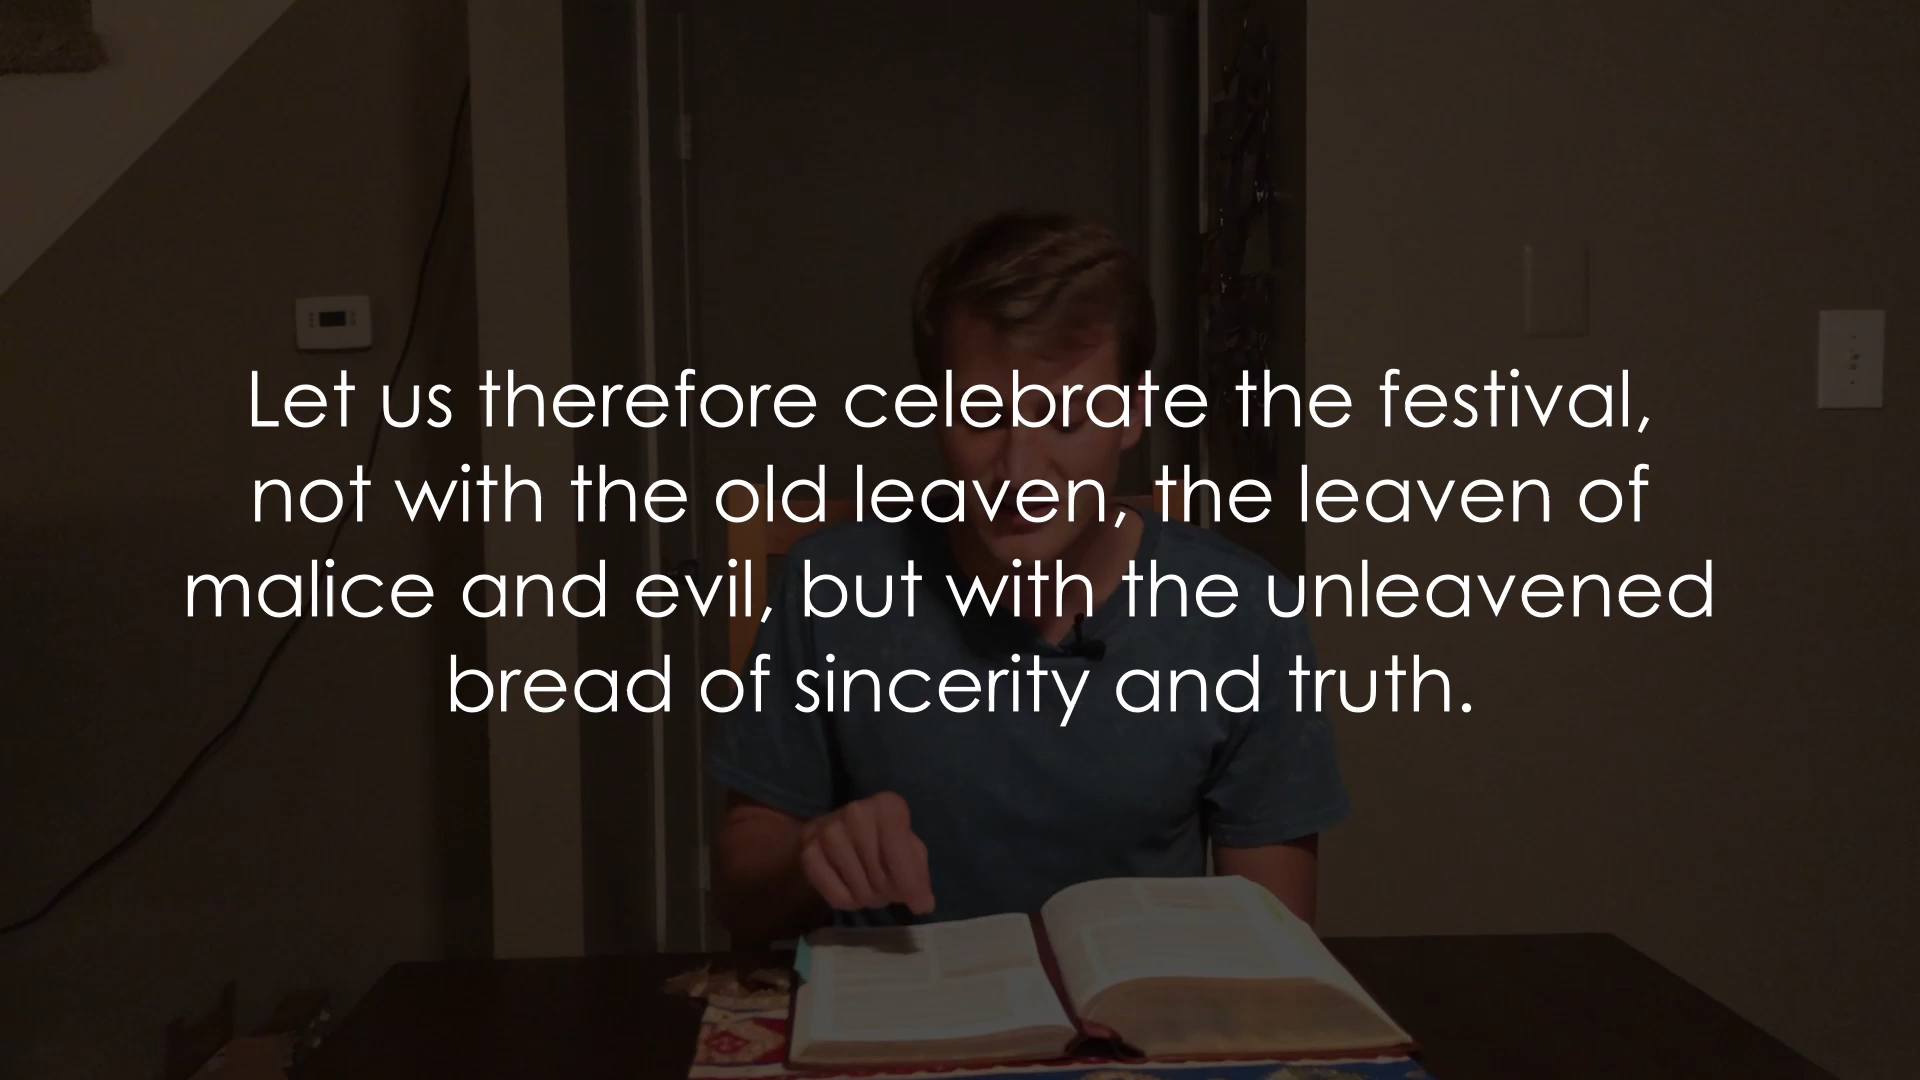 Let us therefore celebrate the festival,
not with the old leaven, the leaven of
malice and evil, but with the unleavened
bread of sincerity and truth.